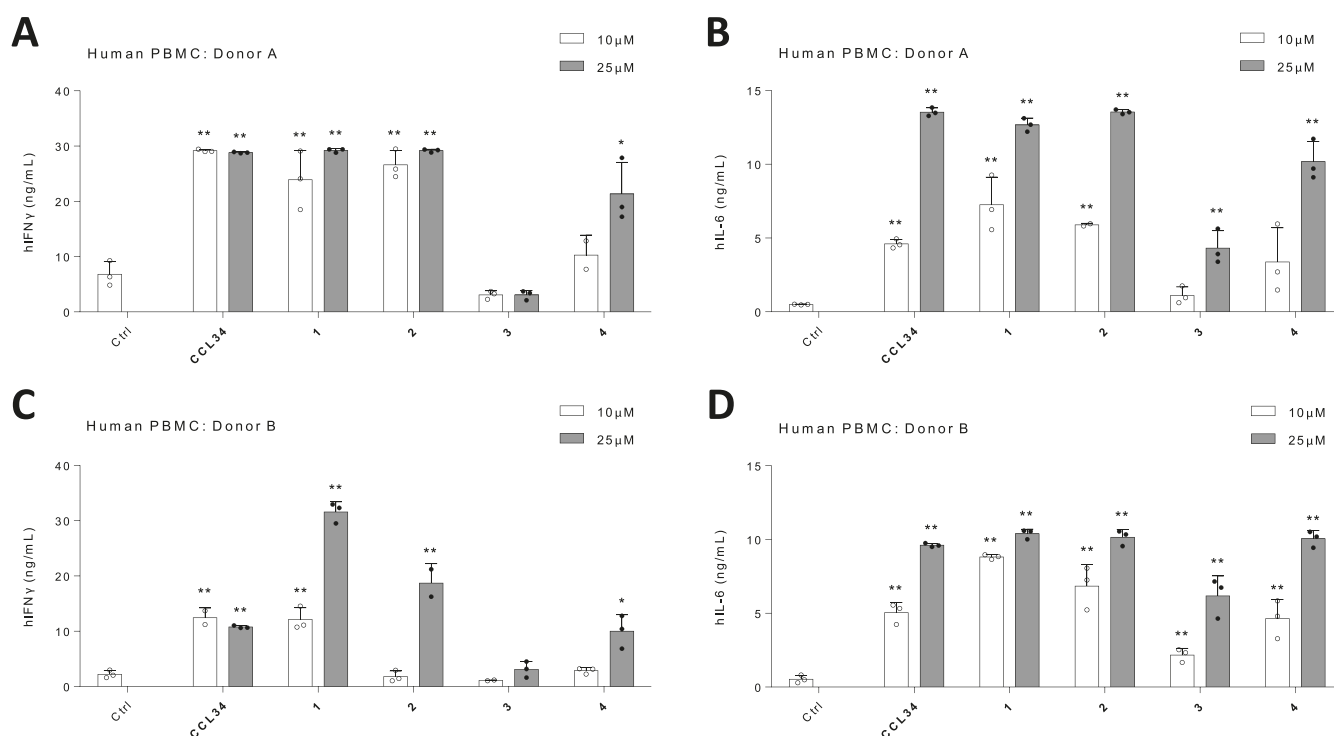 A
Human PBMC: Donor A
10µM
25µM
hIFNγ (ng/mL)
40
30
20
10
0
** ** ** ** ** ** *
Ctrl CCL34 1 2 3 4
B
Human PBMC: Donor A
10µM
25µM
hIL-6 (ng/mL)
15
10
5
0
** ** ** ** ** ** ** **
Ctrl CCL34 1 2 3 4
C
Human PBMC: Donor B
10µM
25µM
hIFNγ (ng/mL)
40
30
20
10
0
** ** ** ** ** *
Ctrl CCL34 1 2 3 4
D
Human PBMC: Donor B
10µM
25µM
hIL-6 (ng/mL)
15
10
5
0
** ** ** ** ** ** ** ** ** **
Ctrl CCL34 1 2 3 4